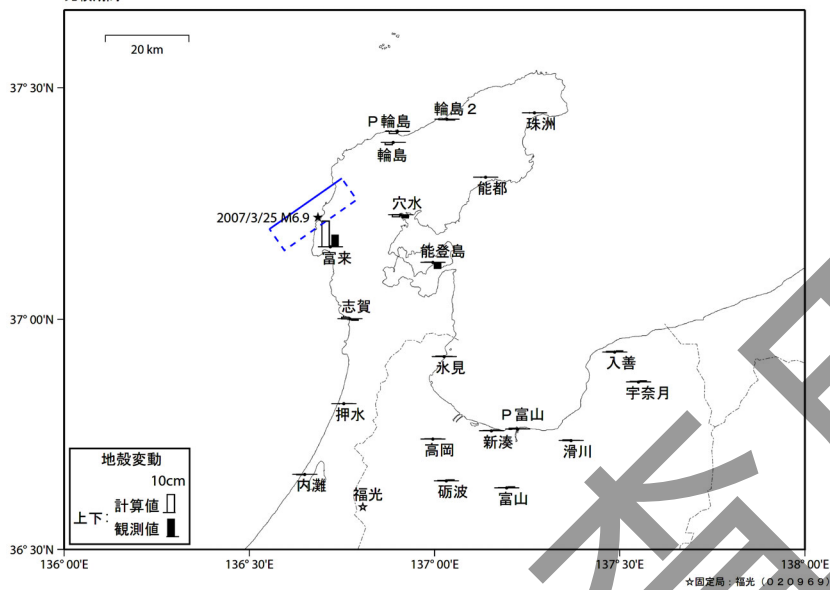 20 km
37°30'N
37°00'N
36°30'N
輪島2
P輪島
珠洲
輪島
能都
穴水
2007/3/25 M6.9
能登島
富来
志賀
氷見
入善
宇奈月
押水
P富山
高岡
新湊
滑川
内灘
福光
砺波
富山
地殻変動
10cm
上下:
計算値
観測値
136°00'E
136°30'E
137°00'E
137°30'E
138°00'E
☆固定局:福光(020969)